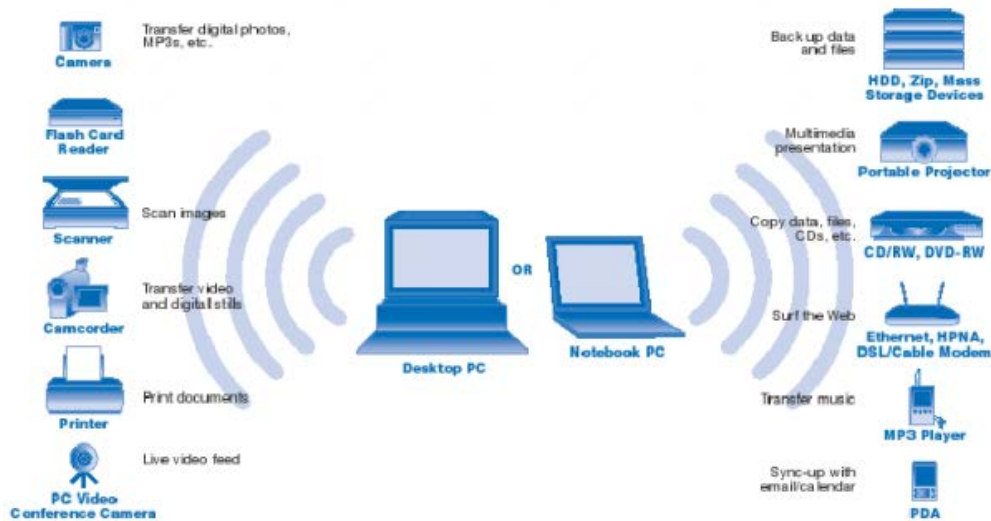 Transfer digital photos,
MP3s, etc.
Camera
Flash Card
Reader
Scan images
Scanner
Transfer video
and digital stills
Camcorder
Print documents
Printer
Live video feed
PC Video
Conference Camera
Desktop PC
OR
Notebook PC
Back up data
and files
HDD, Zip, Mass
Storage Devices
Multimedia
presentation
Portable Projector
Copy data, files,
CDs, etc.
CD/RW, DVD-RW
Surf the Web
Ethernet, HPNA,
DSL/Cable Modem
Transfer music
MP3 Player
Sync-up with
email/calendar
PDA